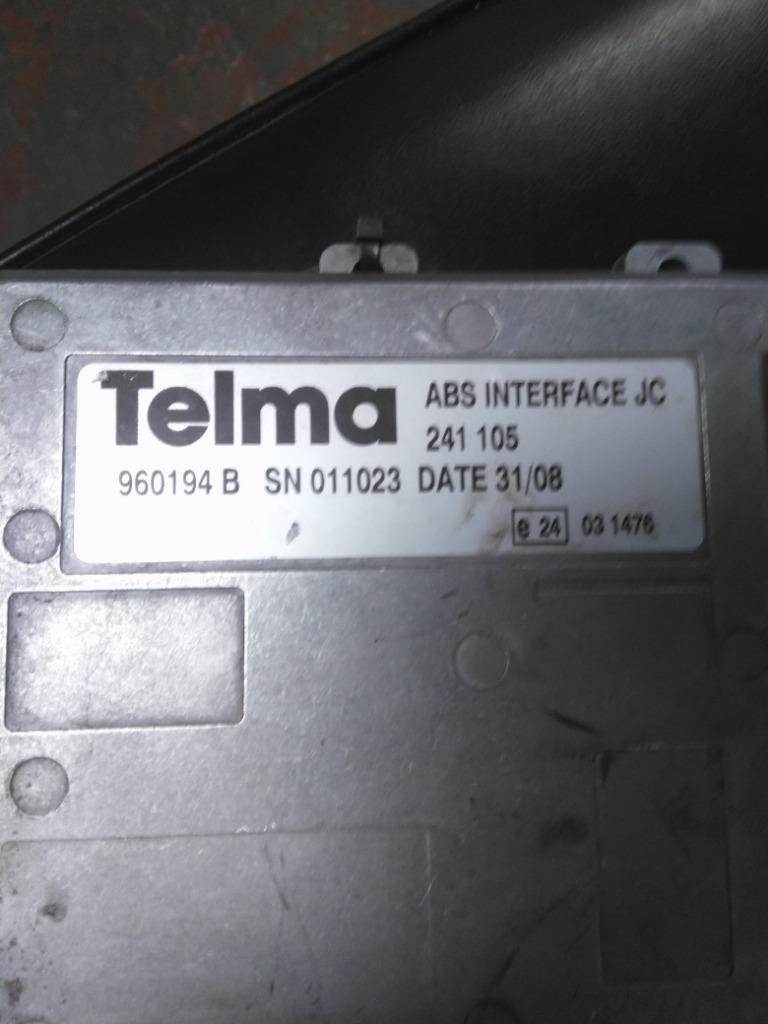 Telma ABS INTERFACE JC
241 105
960194 B SN 011023 DATE 31/08
e 24 03 1476